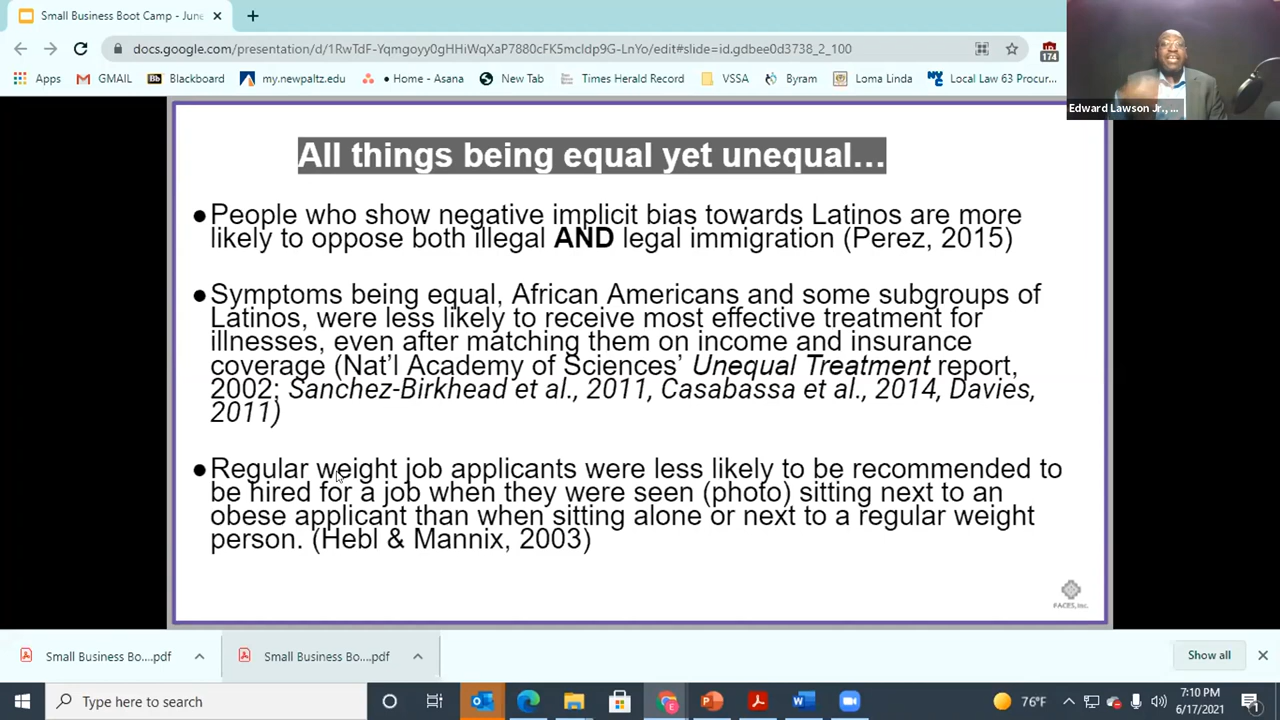 Small Business Boot Camp - June
docs.google.com/presentation/d/1RwTdF-Yqmgoyy0gHHhVqXaP7880cFK5mcIdp9G-LnYo/edit#slide=id.gdbee0d3738_2_100
174
Apps GMAIL Bb Blackboard my.newpaltz.edu • Home - Asana New Tab Times Herald Record VSSA Byram Loma Linda Local Law 63 Procur...
Edward Lawson Jr., ...
All things being equal yet unequal...
●People who show negative implicit bias towards Latinos are more
likely to oppose both illegal AND legal immigration (Perez, 2015)
●Symptoms being equal, African Americans and some subgroups of
Latinos, were less likely to receive most effective treatment for
illnesses, even after matching them on income and insurance
coverage (Nat'l Academy of Sciences' Unequal Treatment report,
2002; Sanchez-Birkhead et al., 2011, Casabassa et al., 2014, Davies,
2011)
●Regular weight job applicants were less likely to be recommended to
be hired for a job when they were seen (photo) sitting next to an
obese applicant than when sitting alone or next to a regular weight
person. (Hebl & Mannix, 2003)
FACES, Inc.
Small Business Bo....pdf
Small Business Bo....pdf
Show all
Type here to search
76°F
7:10 PM
6/17/2021
1